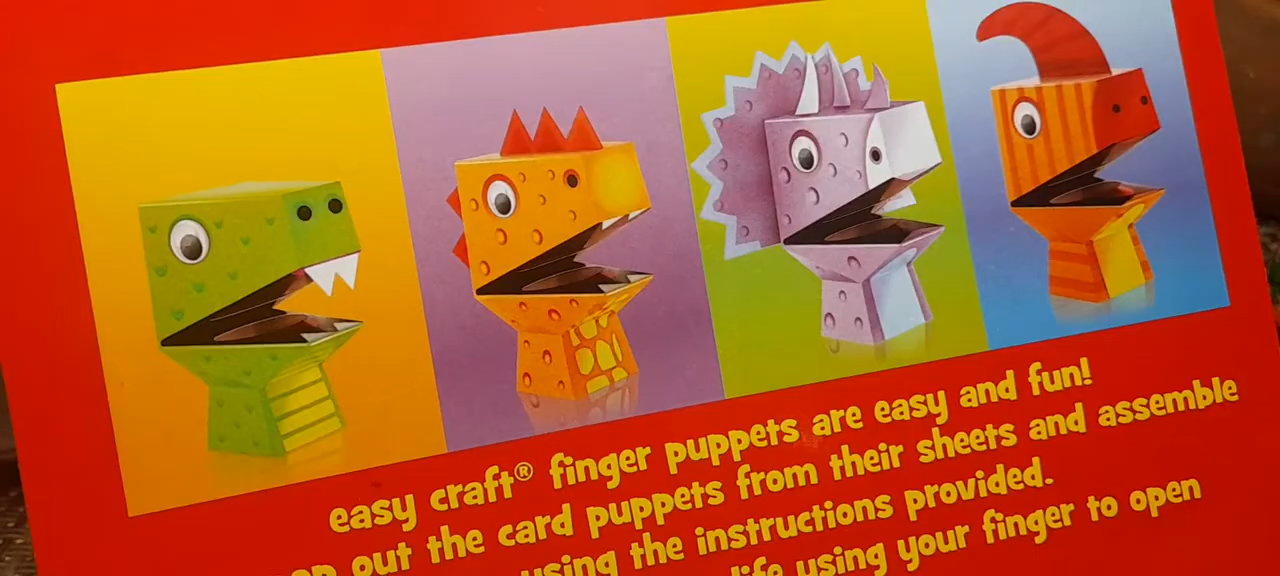 easy craft® finger puppets are easy and fun!
out the card puppets from their sheets and assemble
using the instructions provided.
life using your finger to open